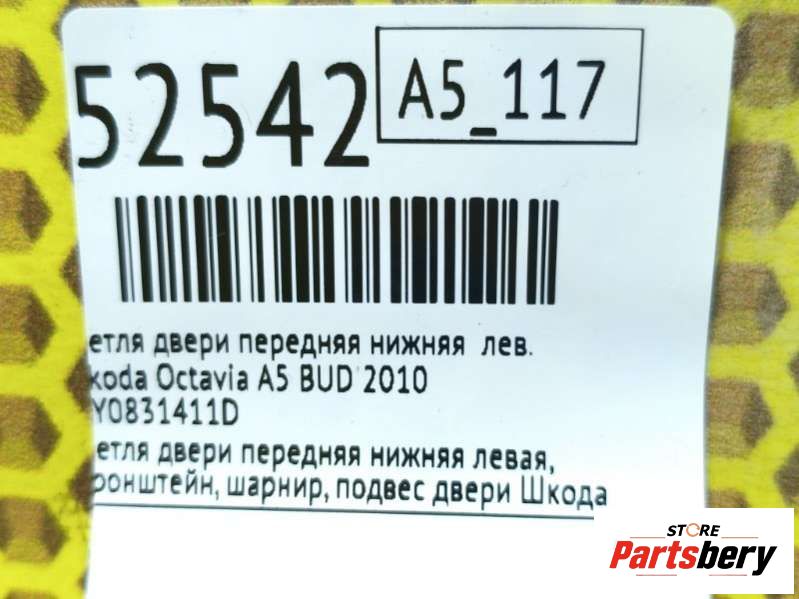 52542
A5_117
етля двери передняя нижняя лев.
koda Octavia A5 BUD 2010
Y0831411D
етля двери передняя нижняя левая,
ронштейн, шарнир, подвес двери Шкода
STORE
Partsbery